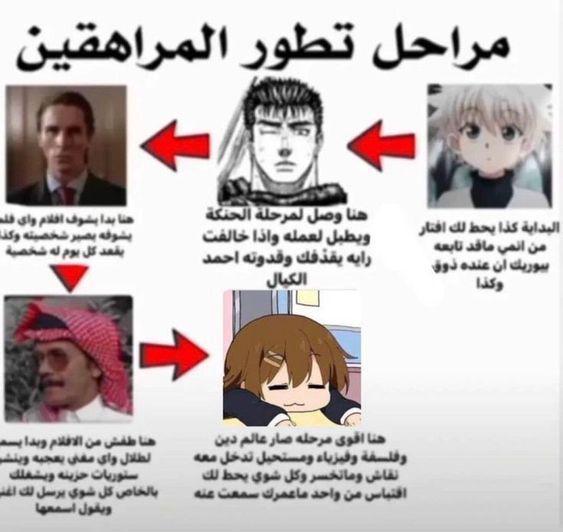 مراحل تطور المراهقين
البداية كذا يحط لك افتار
من انمي ماقد تابعه
بيوريك ان عنده ذوق
وكذا
هنا وصل لمرحلة الحنكة
ويطبل لعمله واذا خالفت
رايه يقذفك وقدوته احمد
الكيال
هنا بدا يشوف افلام واي فلم
يشوفه يصير شخصيته وكذا
يقعد كل يوم له شخصية
هنا طفش من الافلام وبدا يسمع
لطلال واي مغني يعجبه وينشر
ستوريات حزينه ويشغلك
بالخاص كل شوي يرسل لك
ويقول اسمعها
هنا اقوى مرحله صار عالم دين
وفلسفة وفيزياء ومستحيل تدخل معه
نقاش وماتخسر وكل شوي يحط لك
اقتباس من واحد ماعمرك سمعت عنه